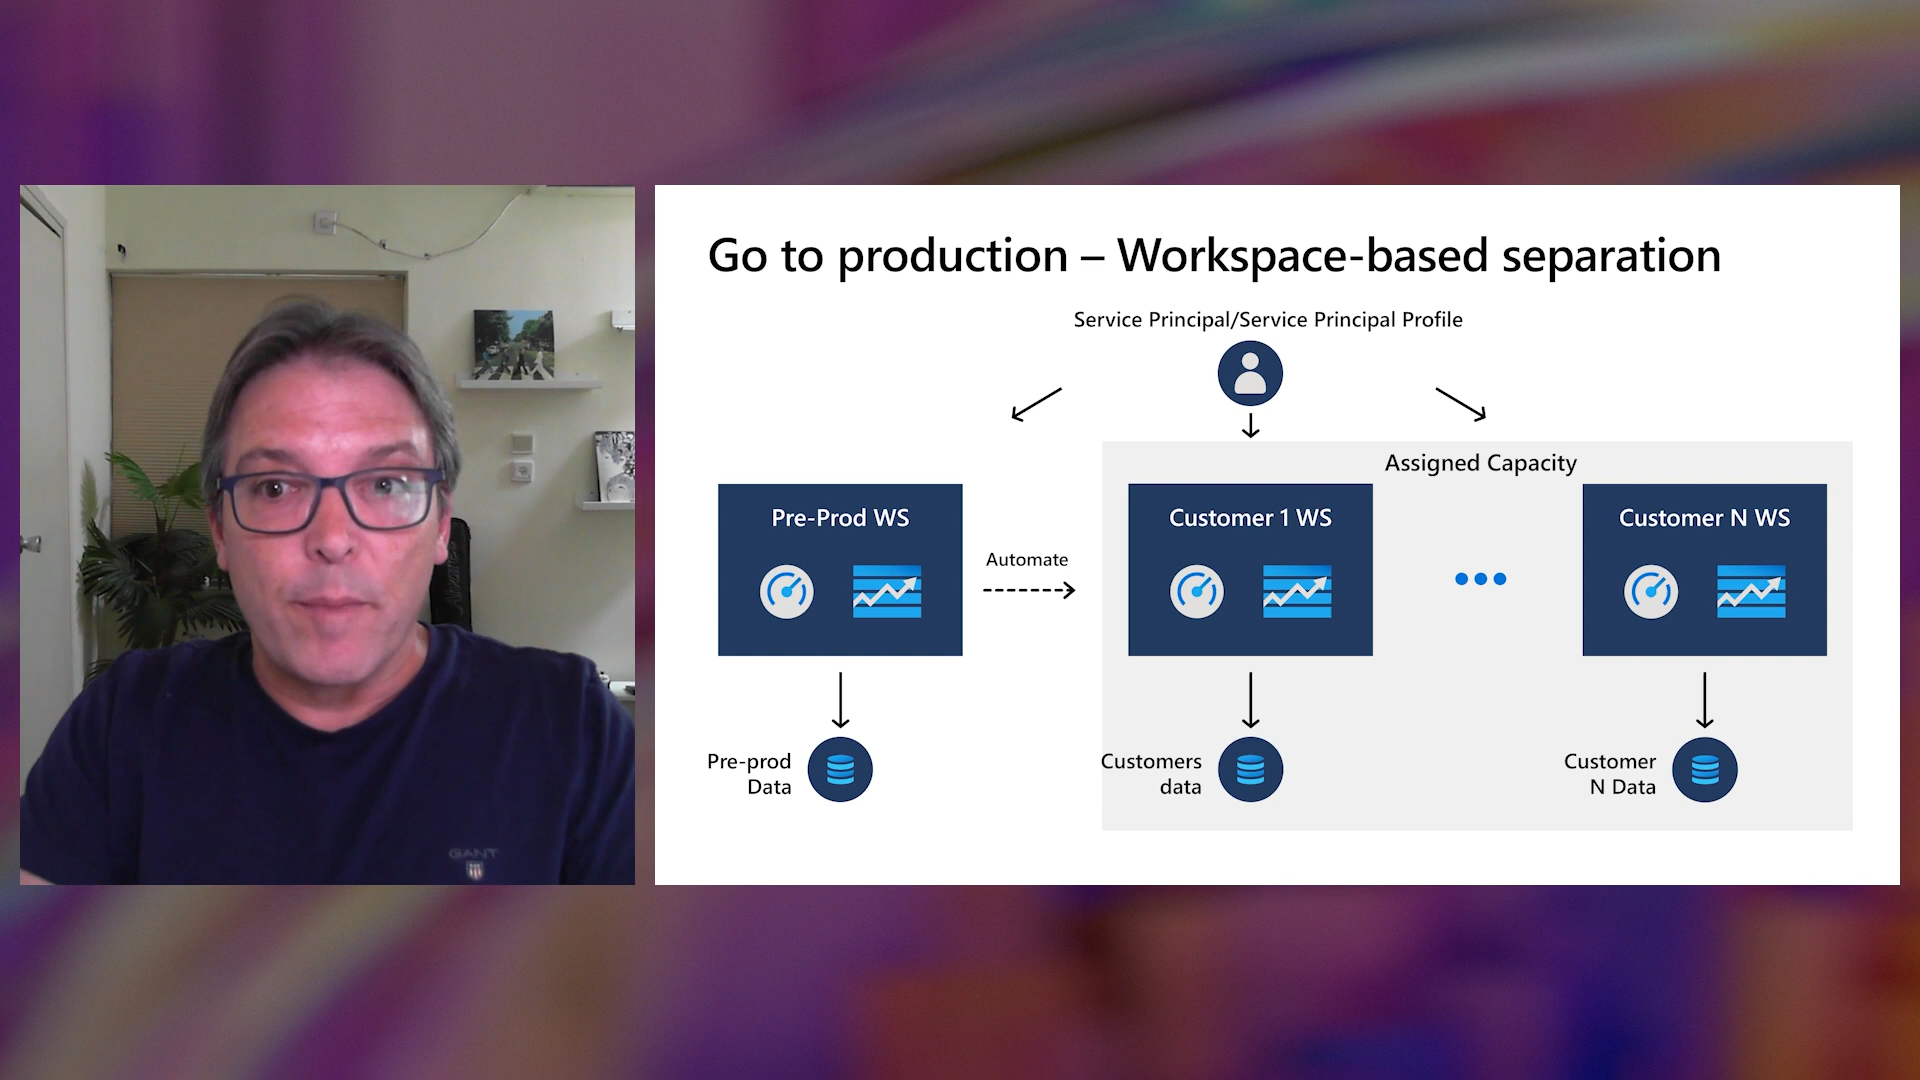 Go to production – Workspace-based separation
Service Principal/Service Principal Profile
Assigned Capacity
Pre-Prod WS
Automate
Customer 1 WS
Customer N WS
Pre-prod
Data
Customers
data
Customer
N Data
GANT